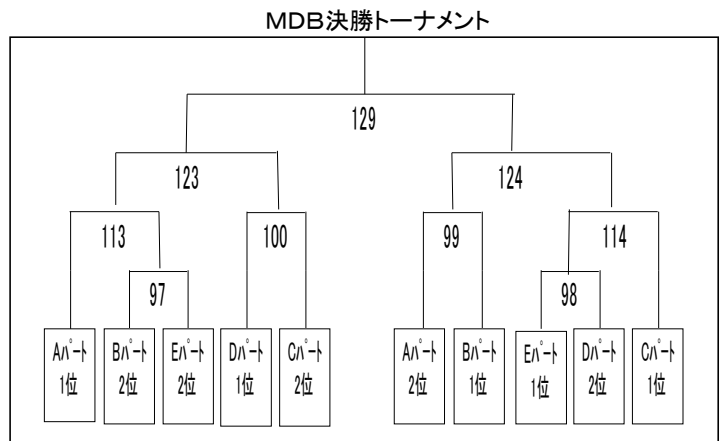 MDB決勝トーナメント
129
123 124
113 100 99 114
97 98
Aパート Bパート Eパート Dパート Cパート Aパート Bパート Eパート Dパート Cパート
1位 2位 2位 1位 2位 2位 1位 1位 2位 1位